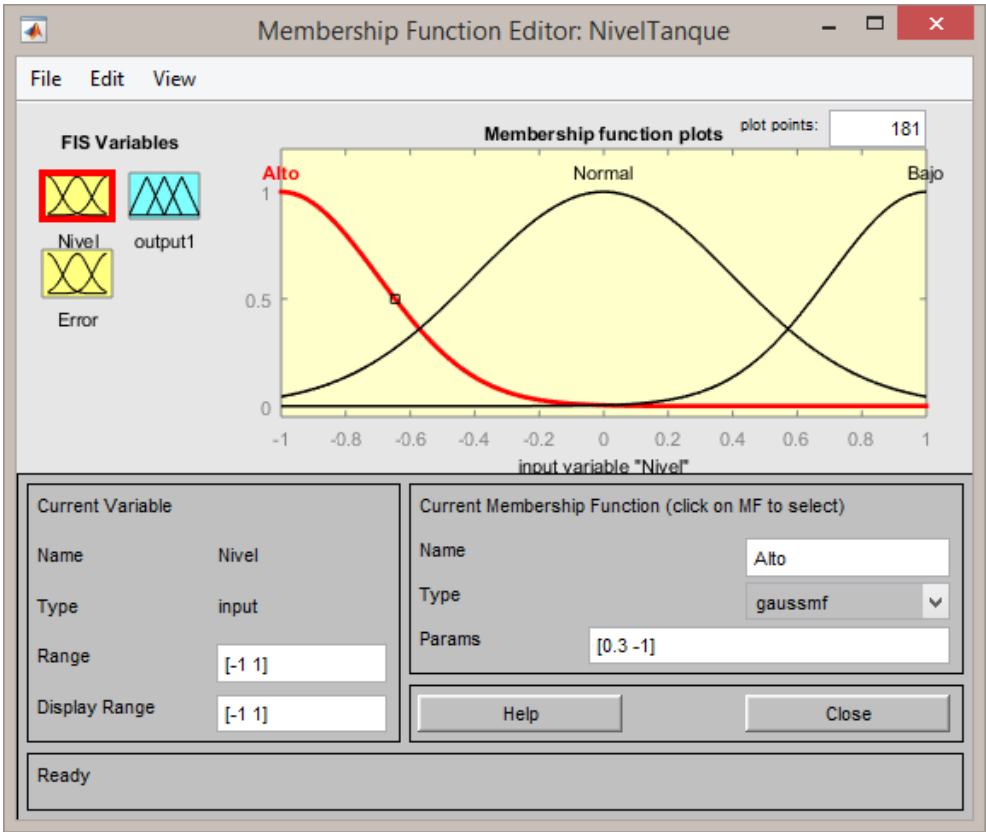 Membership Function Editor: NivelTanque
File Edit View
FIS Variables
Nivel output1
Error
Membership function plots plot points: 181
Alto Normal Bajo
1
0.5
0
-1 -0.8 -0.6 -0.4 -0.2 0 0.2 0.4 0.6 0.8 1
input variable "Nivel"
Current Variable
Name Nivel
Type input
Range [-1 1]
Display Range [-1 1]
Current Membership Function (click on MF to select)
Name Alto
Type gaussmf
Params [0.3 -1]
Help Close
Ready